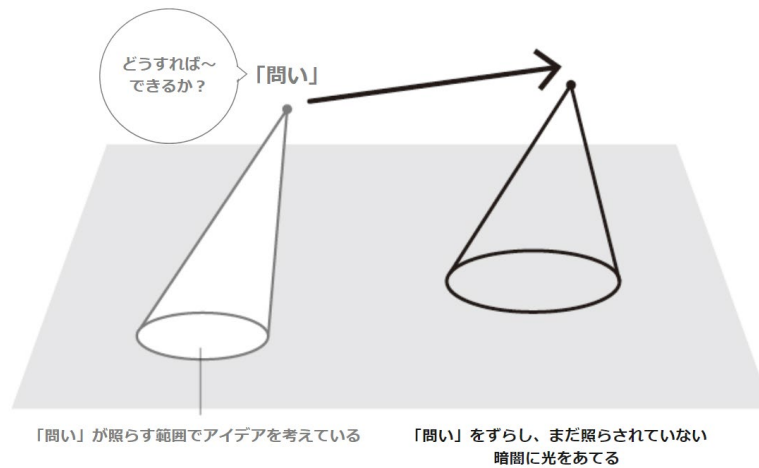 どうすれば～
できるか？
「問い」
「問い」が照らす範囲でアイデアを考えている
「問い」をずらし、まだ照らされていない
暗闇に光をあてる